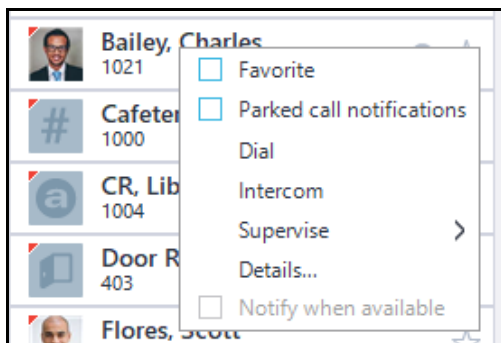 Bailey, Charles
1021
Favorite
Parked call notifications
1000
Dial
CR, Lib
1004
Intercom
Supervise
Door R
403
Details...
Notify when available
Flores, Scott
#
a